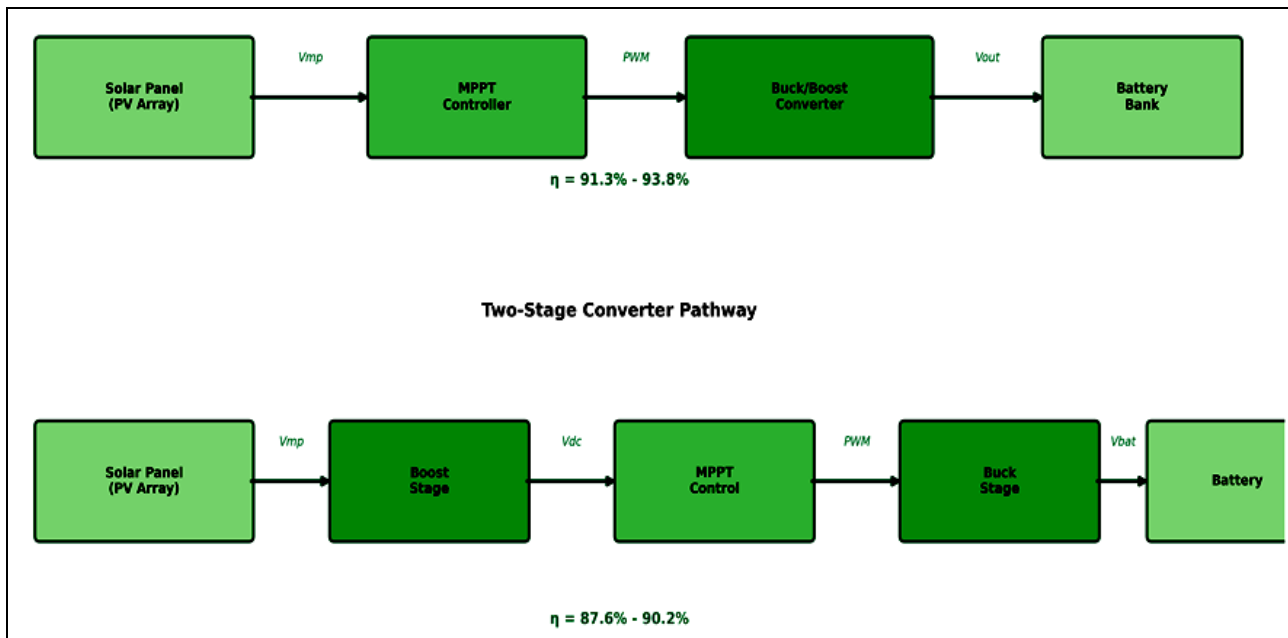 Vmp
PWM
Vout
Solar Panel
(PV Array)
MPPT
Controller
Buck/Boost
Converter
Battery
Bank
η = 91.3% - 93.8%
Two-Stage Converter Pathway
Vmp
Vdc
PWM
Vbat
Solar Panel
(PV Array)
Boost
Stage
MPPT
Control
Buck
Stage
Battery
η = 87.6% - 90.2%